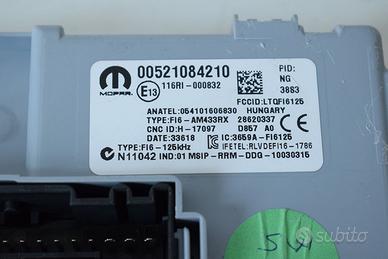 MOPAR
00521084210
PID:
E13
116RI-000832
NG
3883
FCCID:LTQFI6125
ANATEL:054101606830
HUNGARY
TYPE:FI6-AM433RX
28620337
CNC ID:H-17097
D857 A0
DATE:33618
IC:3659A-FI6125
TYPE:FI6-125kHz
IFETEL:RLVDEFI16-1786
N11042 IND:01 MSIP-RRM-DDG-10030315
subito